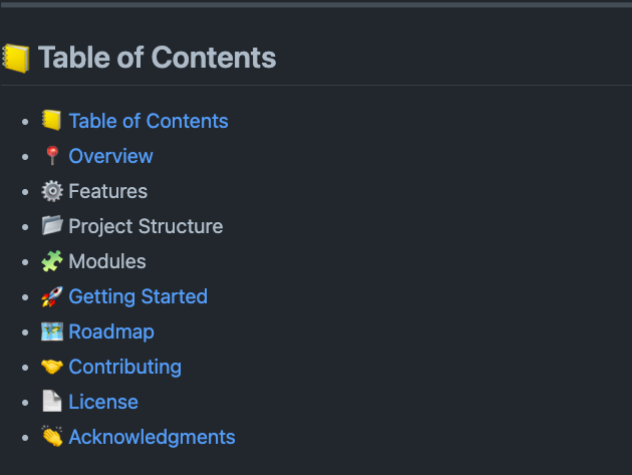 📒 Table of Contents
📒 Table of Contents
📍 Overview
⚙️ Features
📂 Project Structure
🧩 Modules
🚀 Getting Started
🗺 Roadmap
🤝 Contributing
📄 License
👏 Acknowledgments